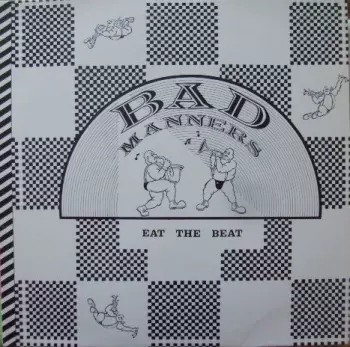 BAD
MANNERS
EAT THE BEAT